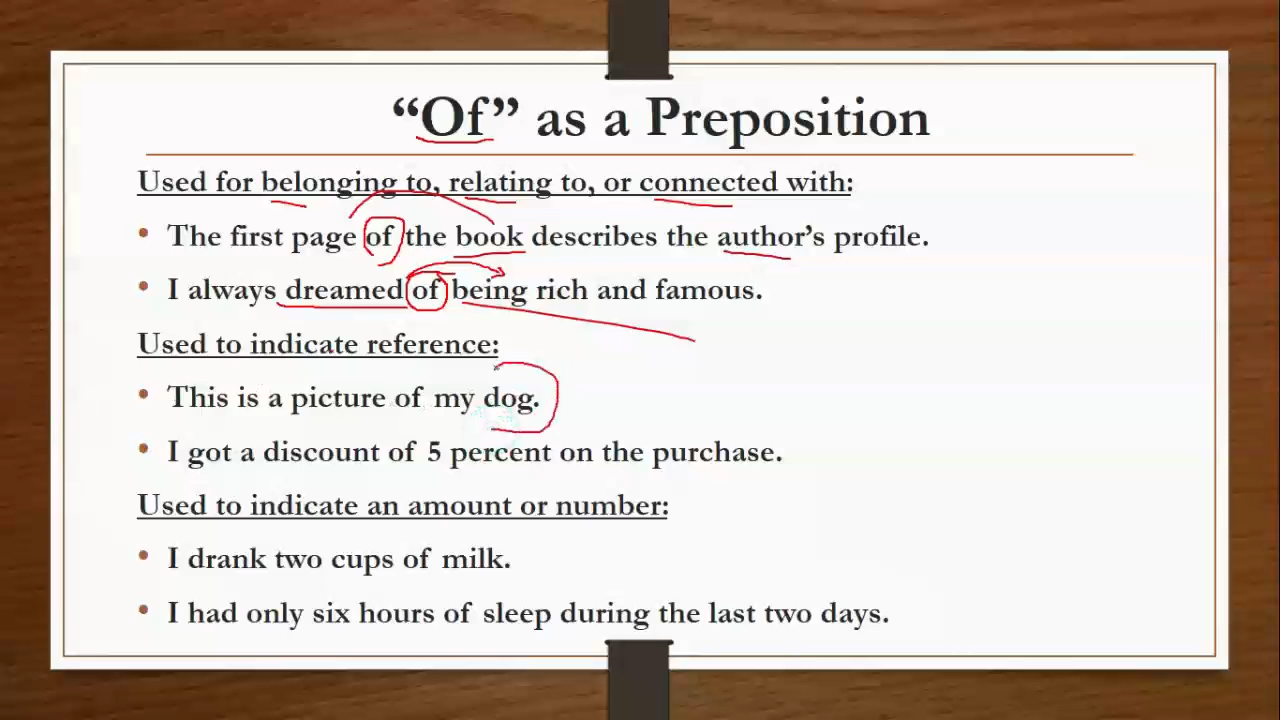 “Of” as a Preposition
Used for belonging to, relating to, or connected with:
• The first page of the book describes the author’s profile.
• I always dreamed of being rich and famous.
Used to indicate reference:
• This is a picture of my dog.
• I got a discount of 5 percent on the purchase.
Used to indicate an amount or number:
• I drank two cups of milk.
• I had only six hours of sleep during the last two days.